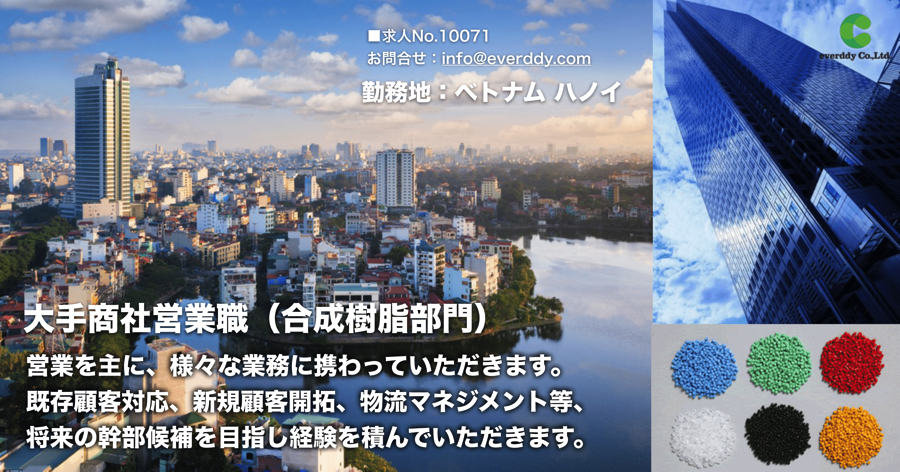 ■求人No.10071
お問合せ：info@everddy.com
勤務地：ベトナム ハノイ
everddy Co.,Ltd
大手商社営業職（合成樹脂部門）
営業を主に、様々な業務に携わっていただきます。
既存顧客対応、新規顧客開拓、物流マネジメント等、
将来の幹部候補を目指し経験を積んでいただきます。